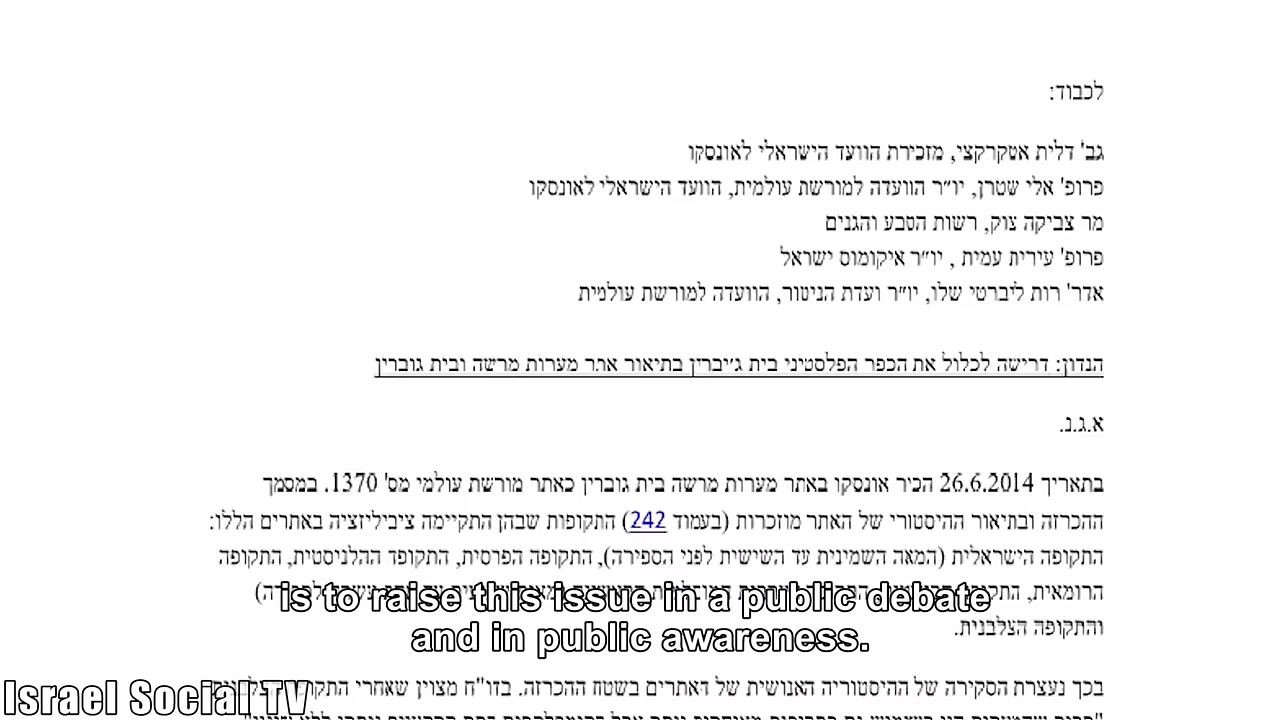 לכבוד:
גב' דלית אטרקצי, מזכירת הוועד הישראלי לאונסקו
פרופ' אלי שטרן, יו״ר הוועדה למורשת עולמית, הוועד הישראלי לאונסקו
מר צביקה צוק, רשות הטבע והגנים
פרופ' עירית עמית , יו״ר איקומוס ישראל
אדר' רות ליברטי שלו, יו״ר ועדת הניטור, הוועדה למורשת עולמית
הנדון: דרישה לכלול את הכפר הפלסטיני בית ג׳יברין בתיאור אתר מערות מרשה ובית גוברין
א.ג.נ.
בתאריך 26.6.2014 הכיר אונסקו באתר מערות מרשה בית גוברין כאתר מורשת עולמי מס' 1370. במסמך
ההכרזה ובתיאור ההיסטורי של האתר מוזכרות (בעמוד 242) התקופות שבהן התקיימה ציביליזציה באתרים הללו:
התקופה הישראלית (המאה השמינית עד השישית לפני הספירה), התקופה הפרסית, התקופה ההלניסטית, התקופה
הרומאית,
is to raise this issue in a public debate
and in public awareness.
והתקופה הצלבנית.
בכך נעצרת הסקירה של ההיסטוריה האנושית של האתרים בשטח ההכרזה. בדו"ח מצוין שאחרי התקופה הצלבנית
Israel Social TV